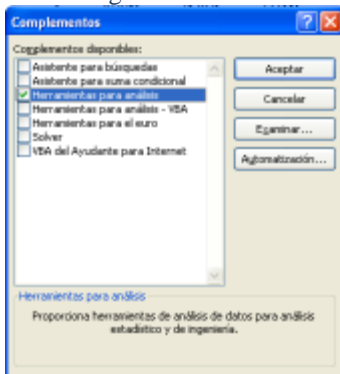 Complementos
Complementos disponibles:
Asistente para búsquedas
Asistente para suma condicional
Herramientas para análisis
Herramientas para análisis - VBA
Herramientas para el euro
Solver
VBA del Ayudante para Internet
Aceptar
Cancelar
Examinar...
Automatización...
Herramientas para análisis
Proporciona herramientas de análisis de datos para análisis
estadístico y de ingeniería.